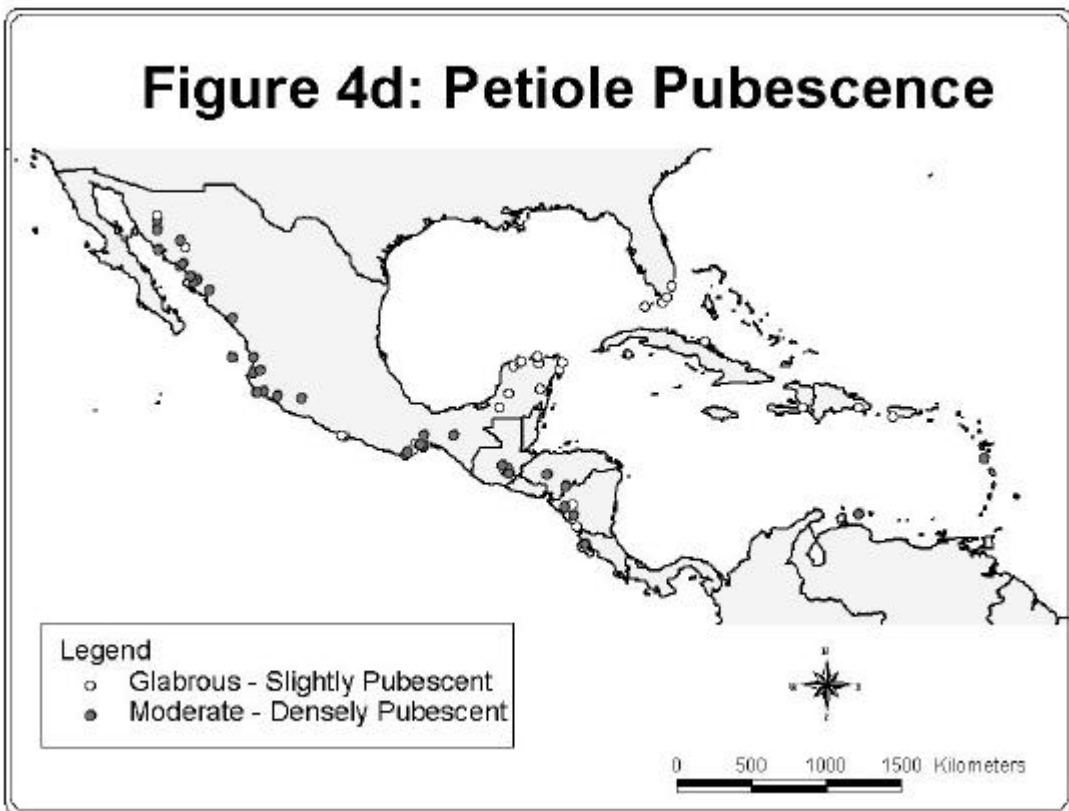 Figure 4d: Petiole Pubescence
Legend
Glabrous - Slightly Pubescent
Moderate - Densely Pubescent
N
W
0 500 1000 1500 Kilometers